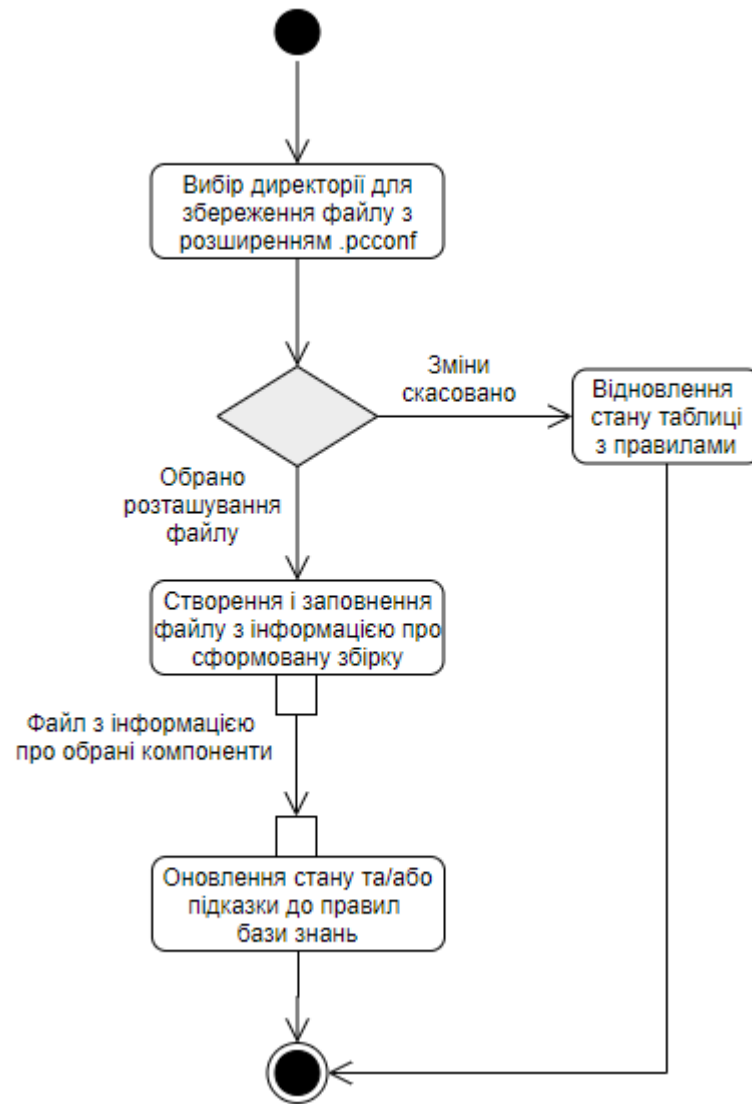 Вибір директорії для
збереження файлу з
розширенням .pcconf
Зміни
скасовано
Відновлення
стану таблиці
з правилами
Обрано
розташування
файлу
Створення і заповнення
файлу з інформацією про
сформовану збірку
Файл з інформацією
про обрані компоненти
Оновлення стану та/або
підказки до правил
бази знань